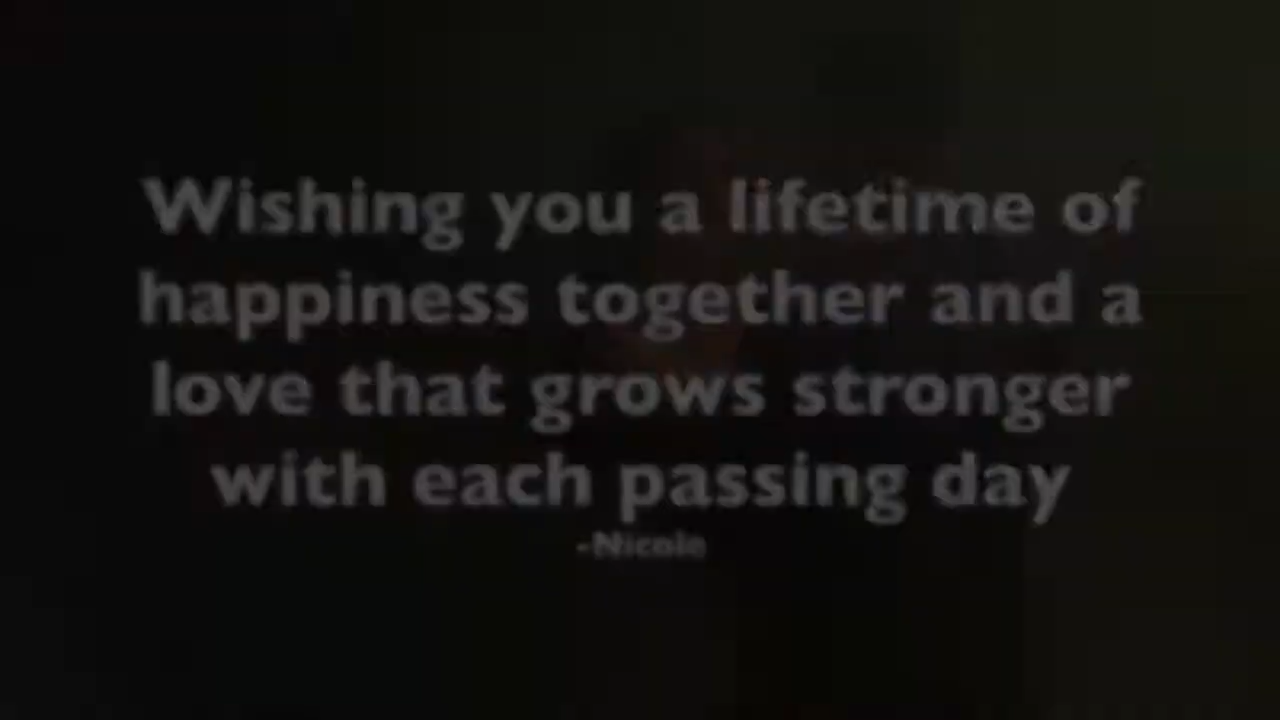 Wishing you a lifetime of
happiness together and a
love that grows stronger
with each passing day
-Nicole